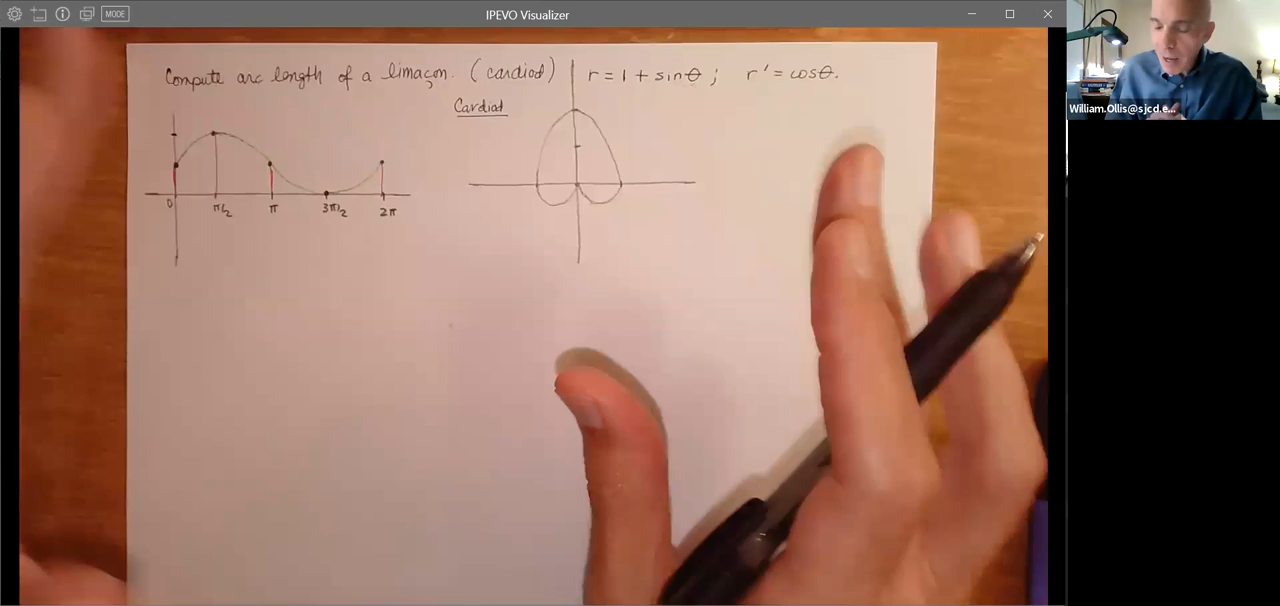 MODE
IPEVO Visualizer
William.Ollis@sjcd.e...
Compute arc length of a limaçon. (cardiod) r = 1 + sinθ ; r' = cosθ.
Cardiod
0 π/2 π 3π/2 2π